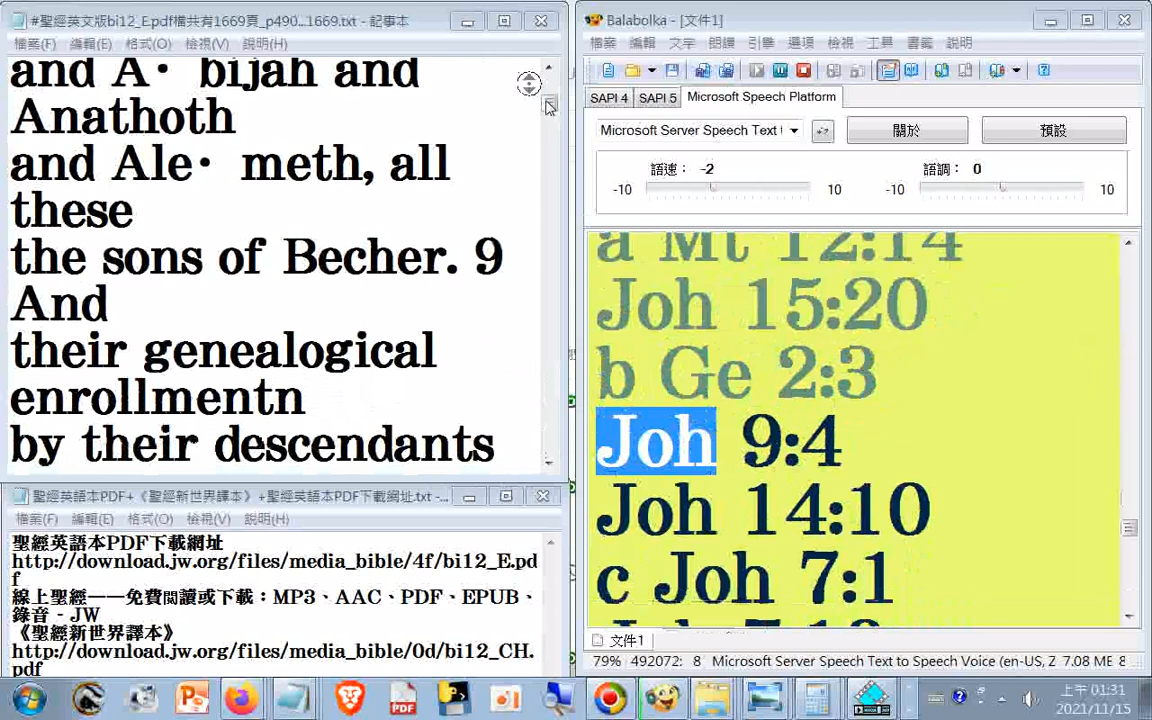 #聖經英文版bi12_E.pdf檔共有1669頁_p490...1669.txt - 記事本
檔案(F) 編輯(E) 格式(O) 檢視(V) 說明(H)
and A· bijah and
Anathoth
and Ale· meth, all
these
the sons of Becher. 9
And
their genealogical
enrollmentn
by their descendants
聖經英語本PDF+《聖經新世界譯本》+聖經英語本PDF下載網址.txt -...
檔案(F) 編輯(E) 格式(O) 檢視(V) 說明(H)
聖經英語本PDF下載網址
http://download.jw.org/files/media_bible/4f/bi12_E.pd
f
線上聖經——免費閱讀或下載：MP3、AAC、PDF、EPUB、
錄音 - JW
《聖經新世界譯本》
http://download.jw.org/files/media_bible/0d/bi12_CH.
pdf
Balabolka - [文件1]
檔案 編輯 文字 朗讀 引擎 選項 檢視 工具 書籤 說明
SAPI 4 SAPI 5 Microsoft Speech Platform
Microsoft Server Speech Text 關於 預設
語速： -2 語調： 0
-10 10 -10 10
a Mt 12:14
Joh 15:20
b Ge 2:3
Joh 9:4
Joh 14:10
c Joh 7:1
文件1
79% 492072: 8 Microsoft Server Speech Text to Speech Voice (en-US, Z 7.08 MB 8
上午 01:31
2021/11/15